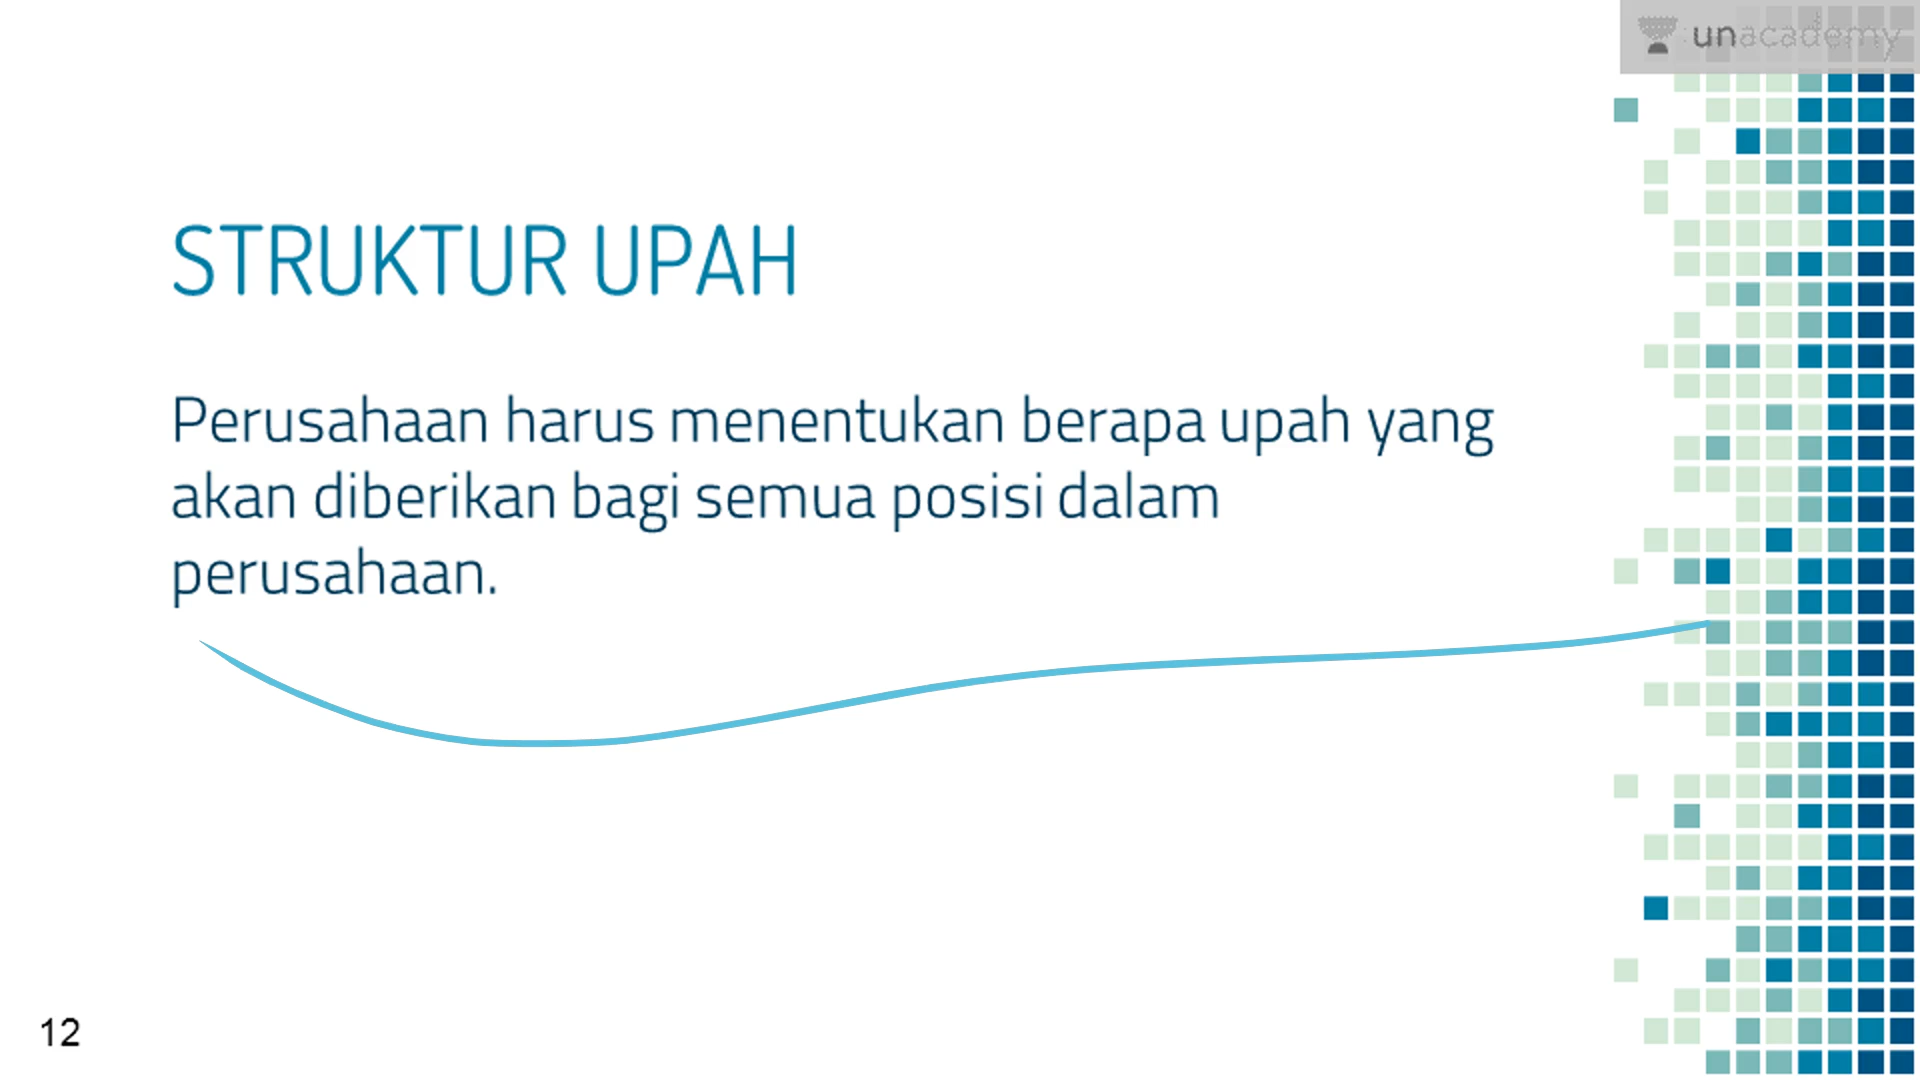 unacademy
STRUKTUR UPAH
Perusahaan harus menentukan berapa upah yang
akan diberikan bagi semua posisi dalam
perusahaan.
12